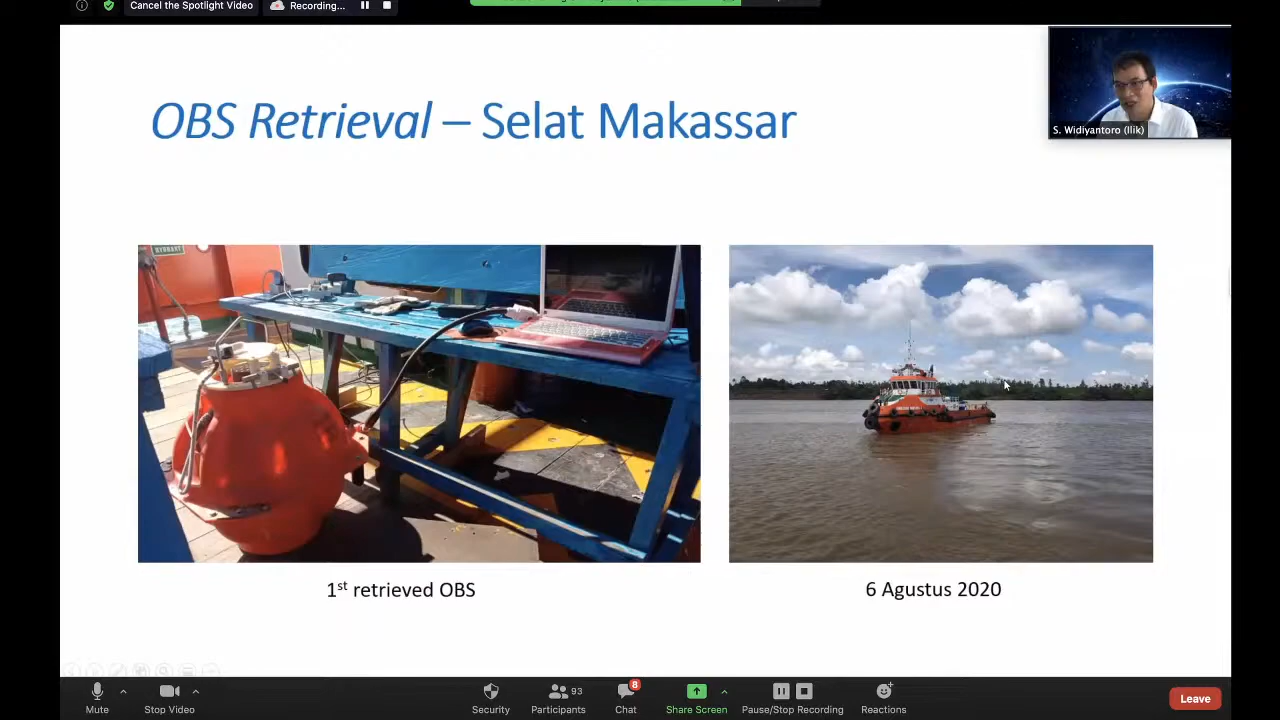 Cancel the Spotlight Video
Recording...
S. Widiyantoro (Ilik)
OBS Retrieval – Selat Makassar
HYDRANT
1st retrieved OBS
6 Agustus 2020
Mute
Stop Video
Security
93
Participants
8
Chat
Share Screen
Pause/Stop Recording
Reactions
Leave